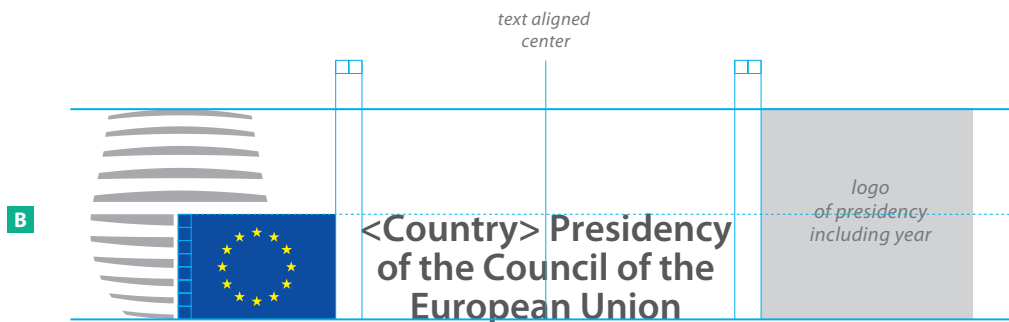 text aligned
center
B
<Country> Presidency
of the Council of the
European Union
logo
of presidency
including year